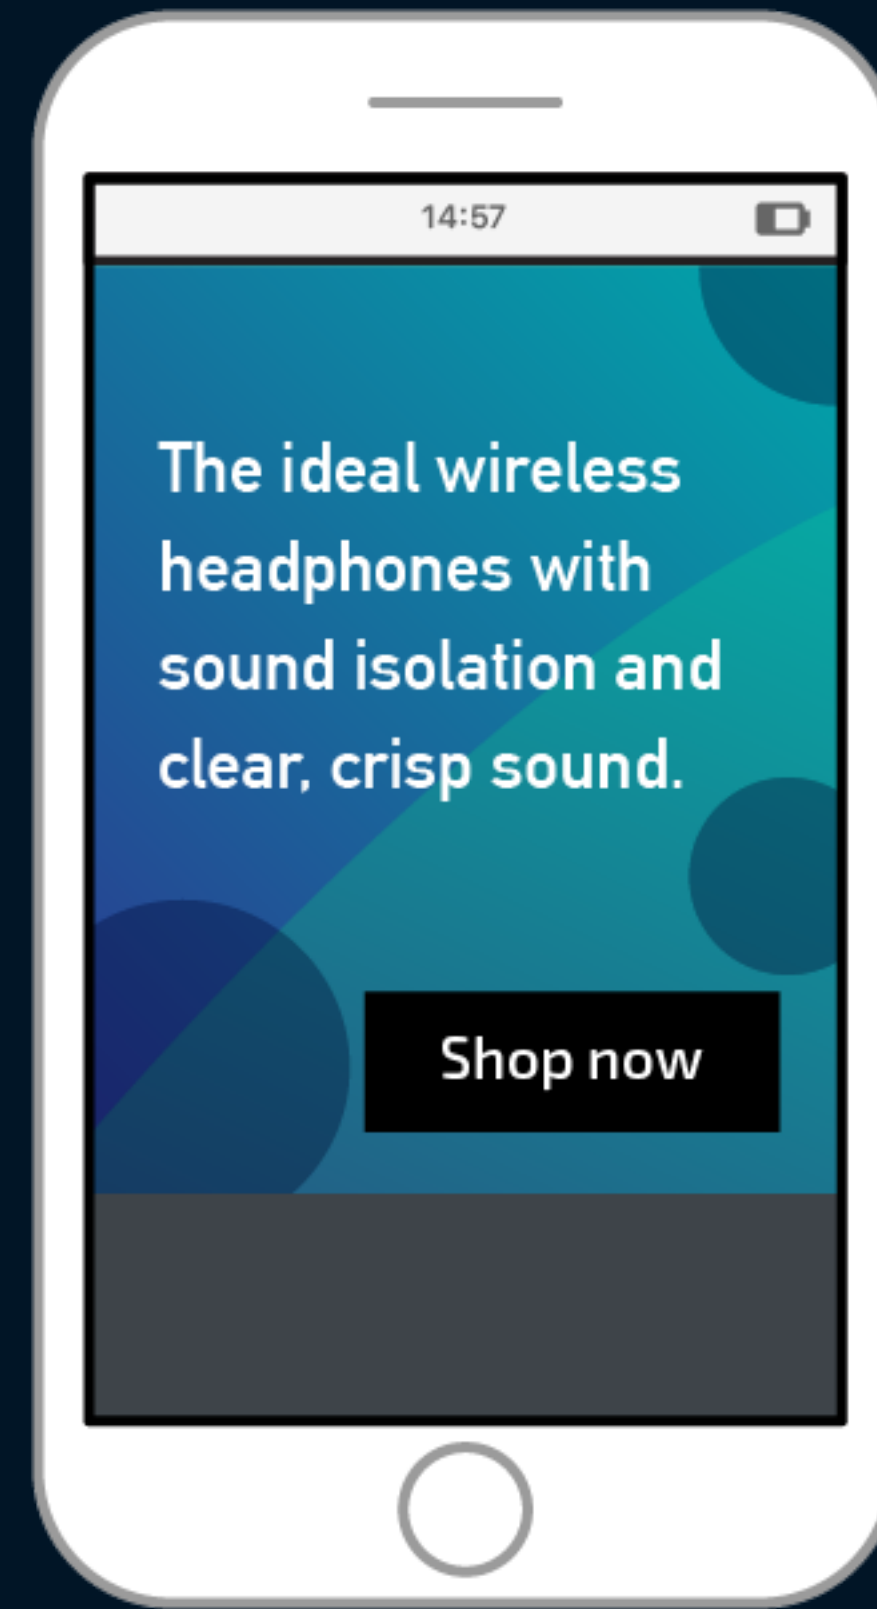 14:57
The ideal wireless
headphones with
sound isolation and
clear, crisp sound.
Shop now